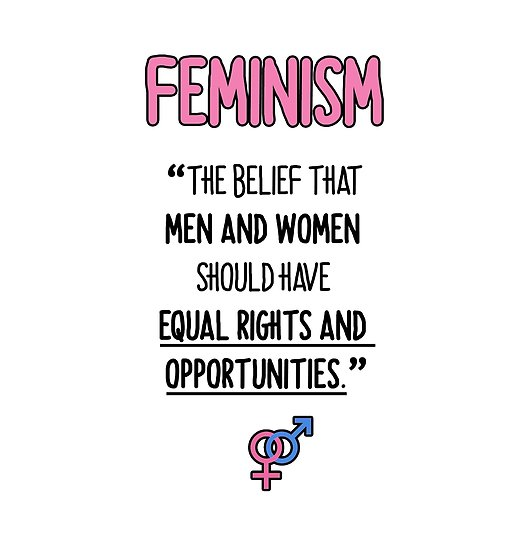 FEMINISM
“THE BELIEF THAT
MEN AND WOMEN
SHOULD HAVE
EQUAL RIGHTS AND
OPPORTUNITIES.”